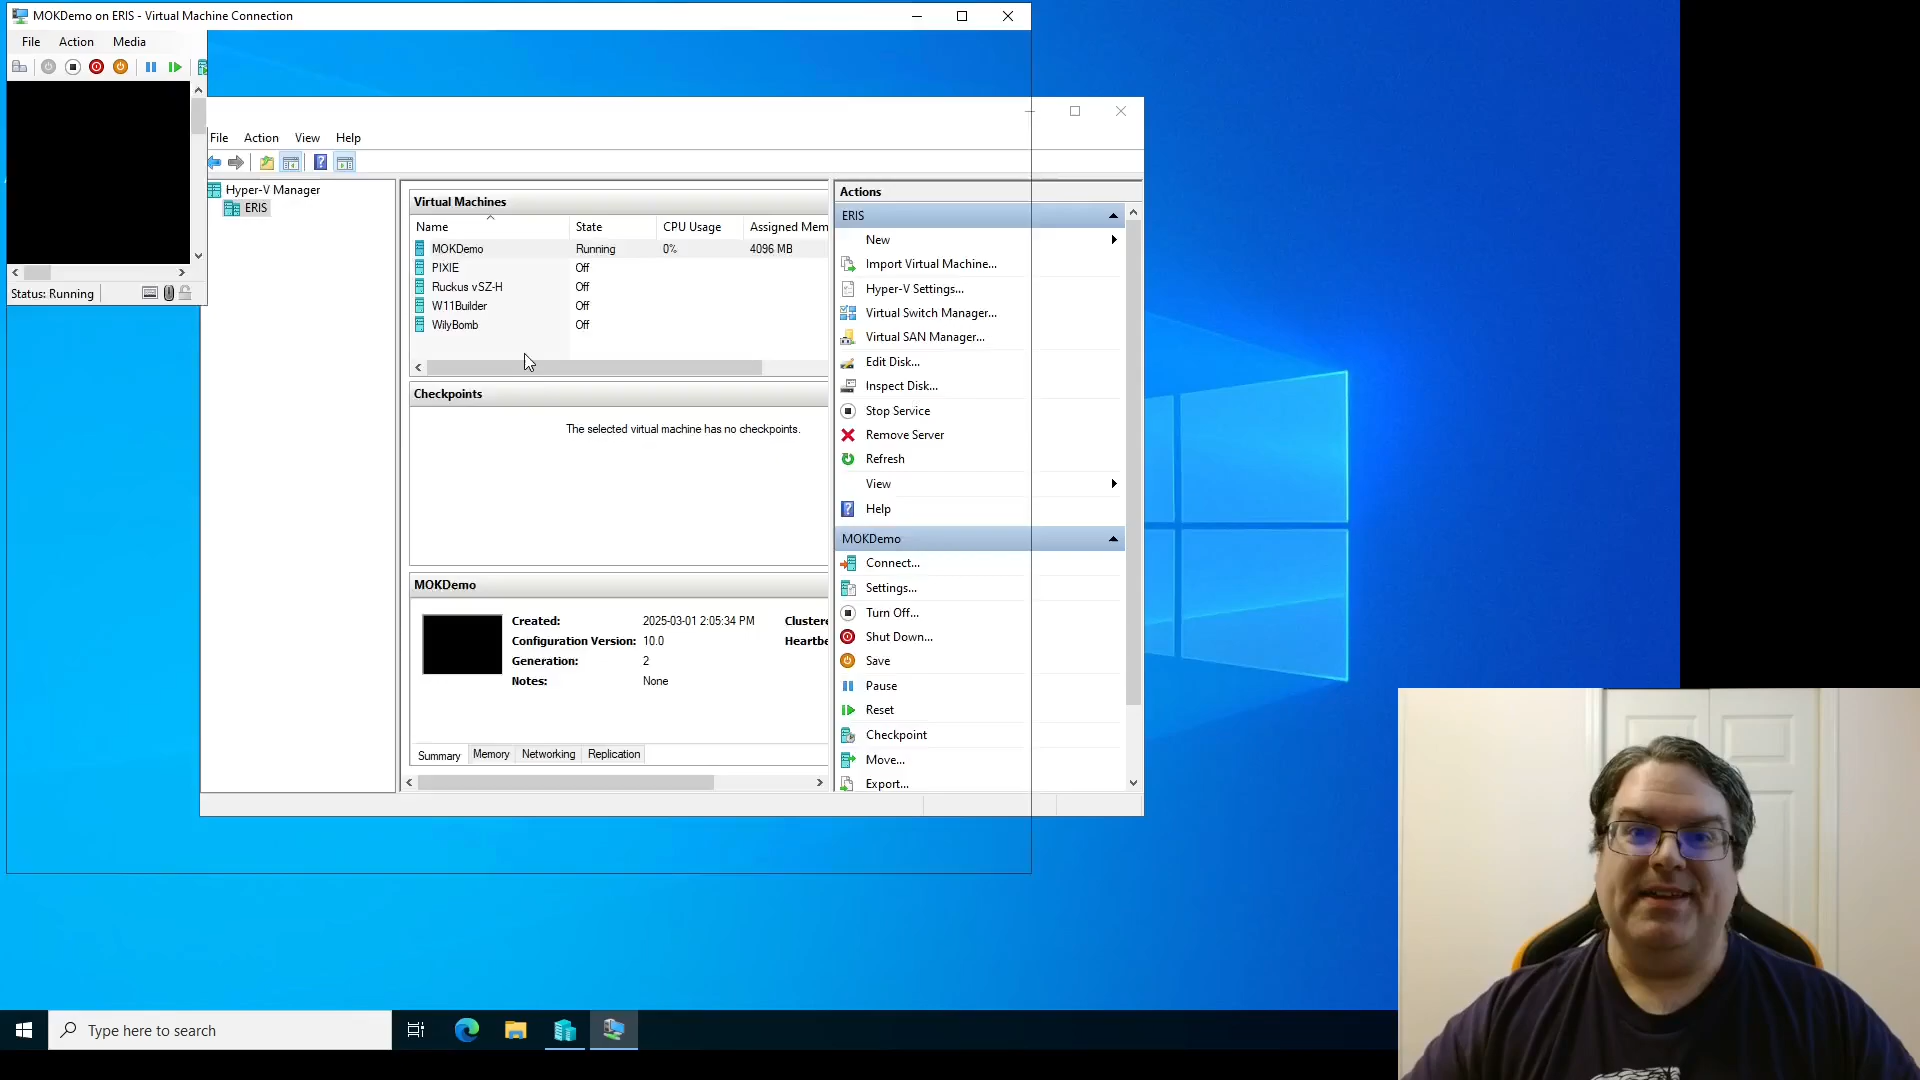 MOKDemo on ERIS - Virtual Machine Connection
File Action Media
Status: Running
File Action View Help
Hyper-V Manager
ERIS
Virtual Machines
Name State CPU Usage Assigned Mem
MOKDemo Running 0% 4096 MB
PIXIE Off
Ruckus vSZ-H Off
W11Builder Off
WilyBomb Off
Checkpoints
The selected virtual machine has no checkpoints.
MOKDemo
Created: 2025-03-01 2:05:34 PM Clustere
Configuration Version: 10.0 Heartbe
Generation: 2
Notes: None
Summary Memory Networking Replication
Actions
ERIS
New
Import Virtual Machine...
Hyper-V Settings...
Virtual Switch Manager...
Virtual SAN Manager...
Edit Disk...
Inspect Disk...
Stop Service
Remove Server
Refresh
View
Help
MOKDemo
Connect...
Settings...
Turn Off...
Shut Down...
Save
Pause
Reset
Checkpoint
Move...
Export...
Type here to search